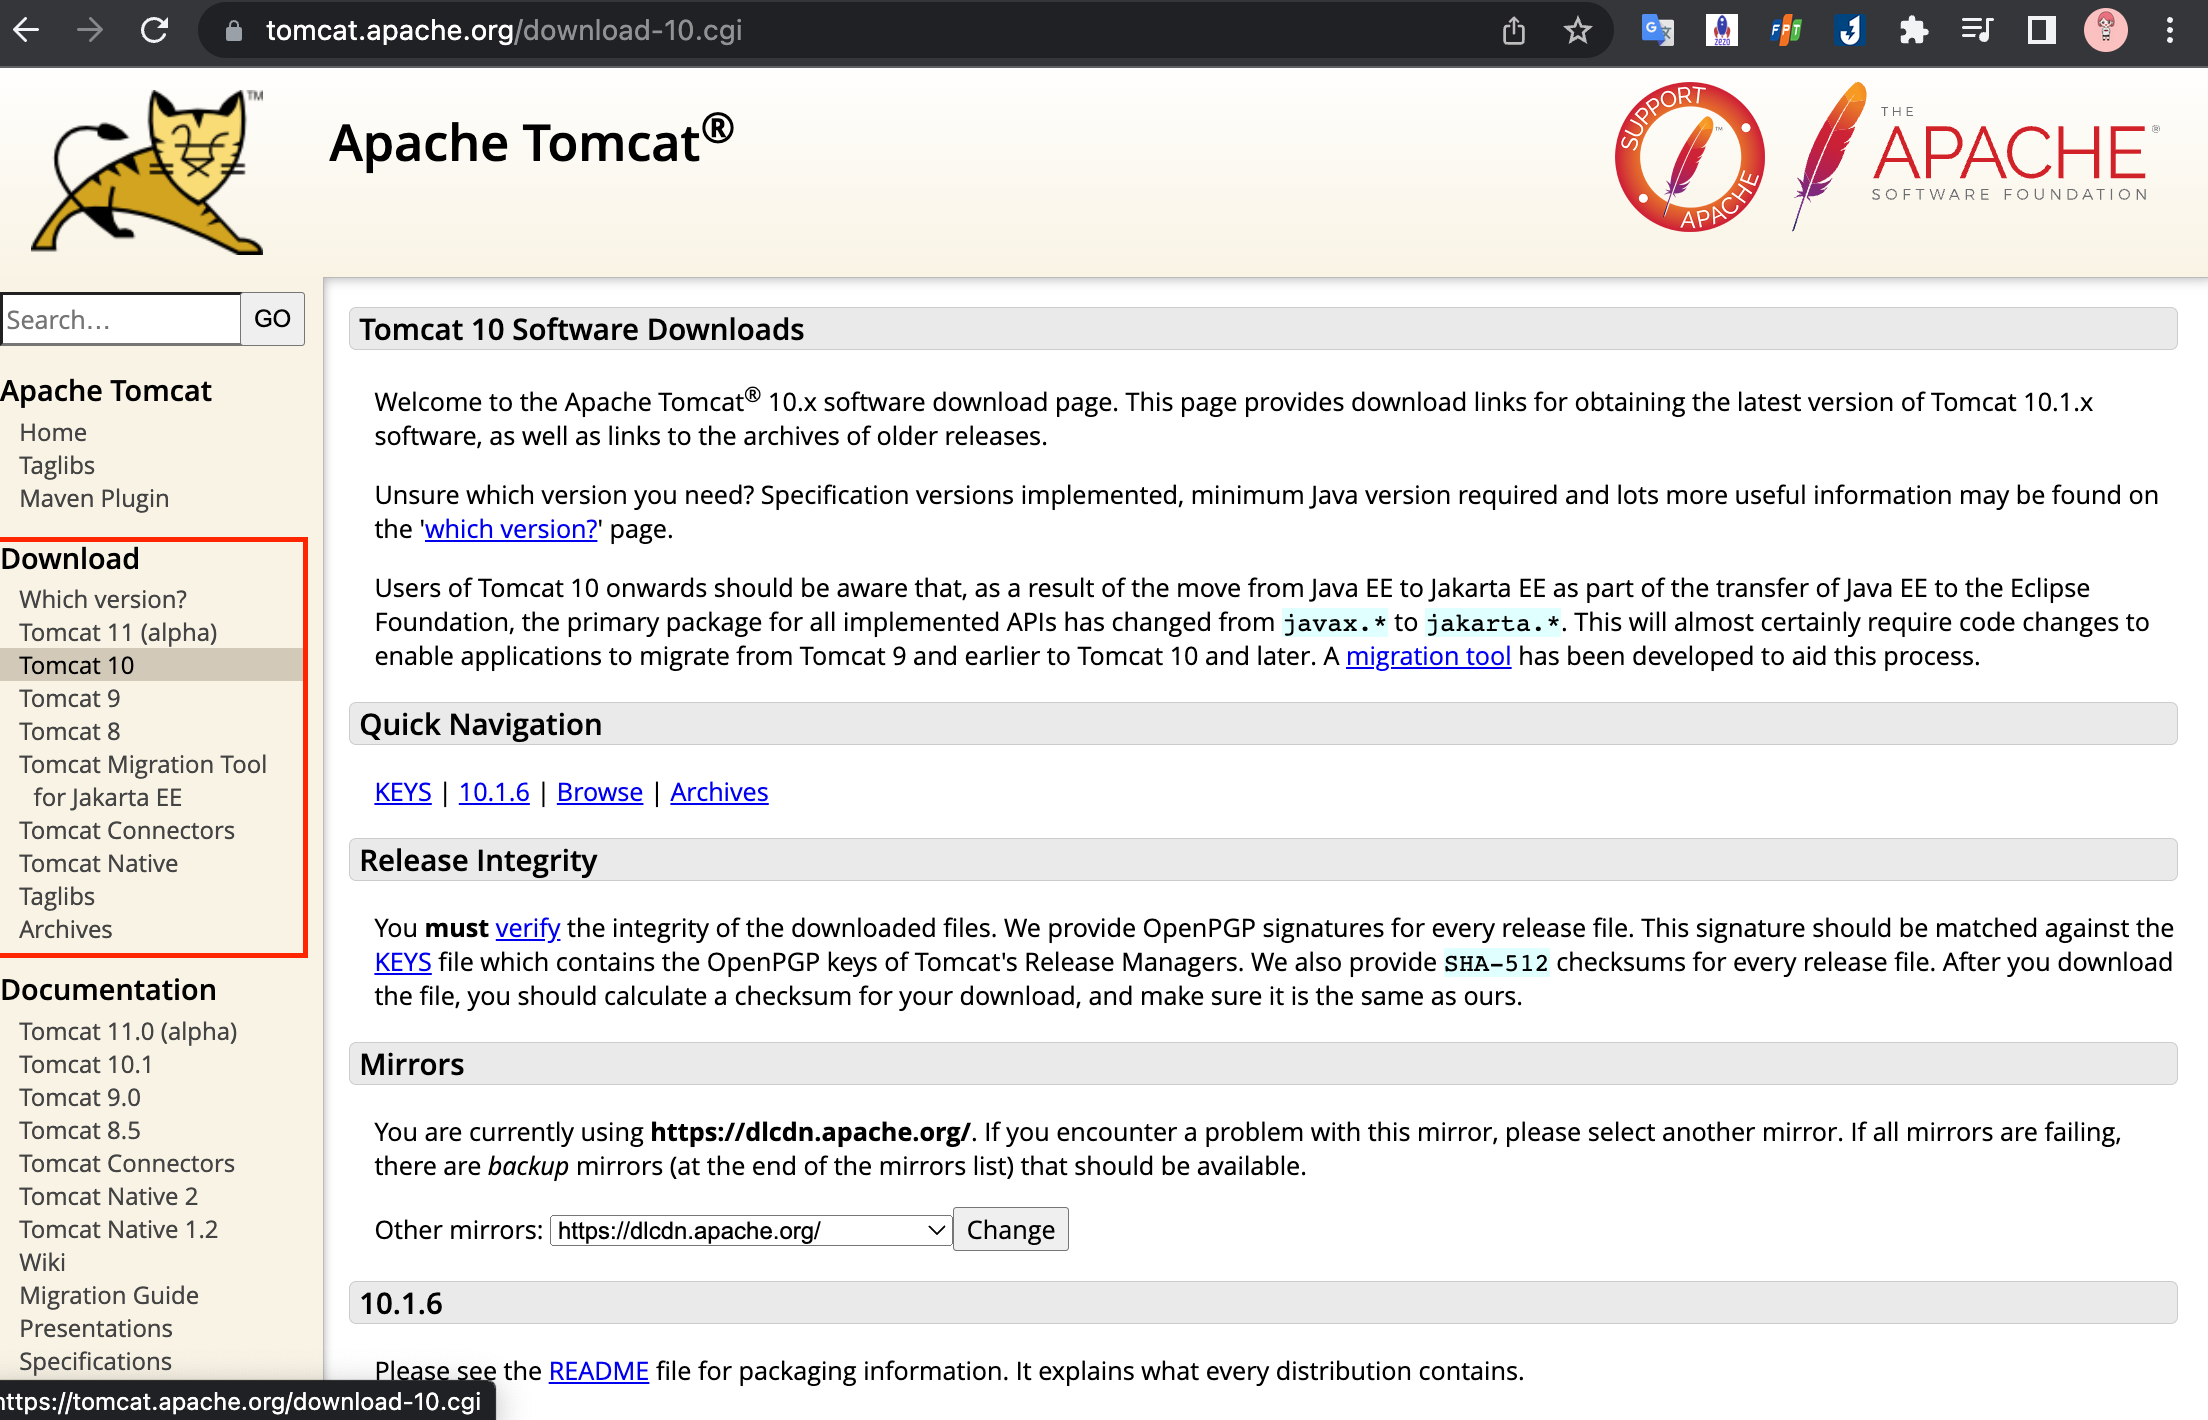 tomcat.apache.org/download-10.cgi
TM
Apache Tomcat®
SUPPORT APACHE
THE
APACHE®
SOFTWARE FOUNDATION
Search…
GO
Apache Tomcat
Home
Taglibs
Maven Plugin
Download
Which version?
Tomcat 11 (alpha)
Tomcat 10
Tomcat 9
Tomcat 8
Tomcat Migration Tool
for Jakarta EE
Tomcat Connectors
Tomcat Native
Taglibs
Archives
Documentation
Tomcat 11.0 (alpha)
Tomcat 10.1
Tomcat 9.0
Tomcat 8.5
Tomcat Connectors
Tomcat Native 2
Tomcat Native 1.2
Wiki
Migration Guide
Presentations
Specifications
https://tomcat.apache.org/download-10.cgi
Tomcat 10 Software Downloads
Welcome to the Apache Tomcat® 10.x software download page. This page provides download links for obtaining the latest version of Tomcat 10.1.x
software, as well as links to the archives of older releases.
Unsure which version you need? Specification versions implemented, minimum Java version required and lots more useful information may be found on
the 'which version?' page.
Users of Tomcat 10 onwards should be aware that, as a result of the move from Java EE to Jakarta EE as part of the transfer of Java EE to the Eclipse
Foundation, the primary package for all implemented APIs has changed from javax.* to jakarta.*. This will almost certainly require code changes to
enable applications to migrate from Tomcat 9 and earlier to Tomcat 10 and later. A migration tool has been developed to aid this process.
Quick Navigation
KEYS | 10.1.6 | Browse | Archives
Release Integrity
You must verify the integrity of the downloaded files. We provide OpenPGP signatures for every release file. This signature should be matched against the
KEYS file which contains the OpenPGP keys of Tomcat's Release Managers. We also provide SHA-512 checksums for every release file. After you download
the file, you should calculate a checksum for your download, and make sure it is the same as ours.
Mirrors
You are currently using https://dlcdn.apache.org/. If you encounter a problem with this mirror, please select another mirror. If all mirrors are failing,
there are backup mirrors (at the end of the mirrors list) that should be available.
Other mirrors: https://dlcdn.apache.org/ Change
10.1.6
Please see the README file for packaging information. It explains what every distribution contains.